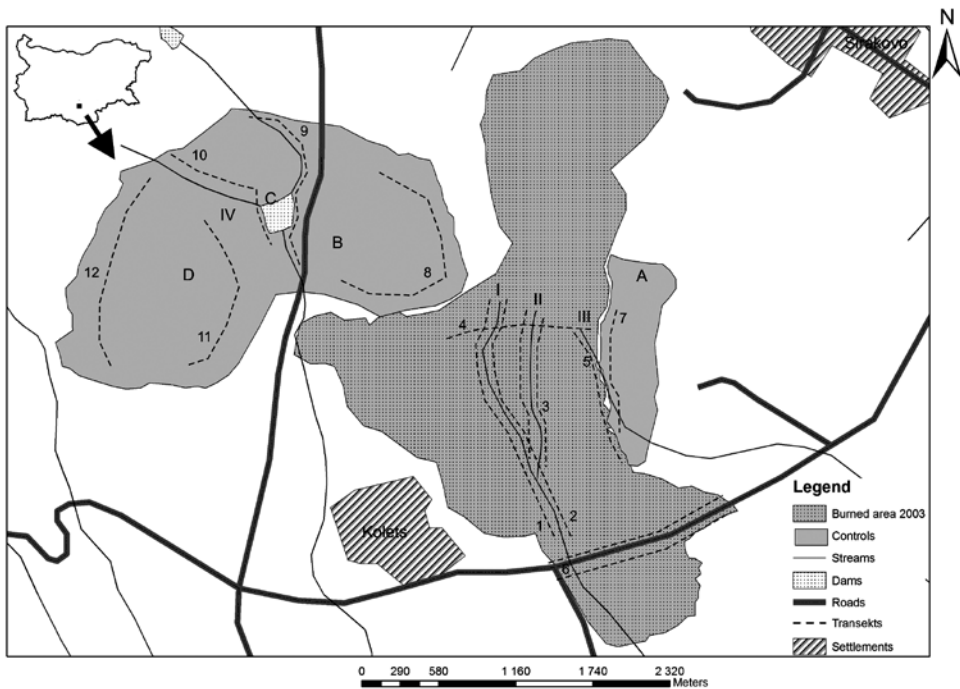 N
Sirakovo
9
10
C
IV
B
D
12
8
A
11
I
II
III
4
7
5
3
1
2
6
Kolets
Legend
Burned area 2003
Controls
Streams
Dams
Roads
Transekts
Settlements
0 290 580 1 160 1 740 2 320
Meters